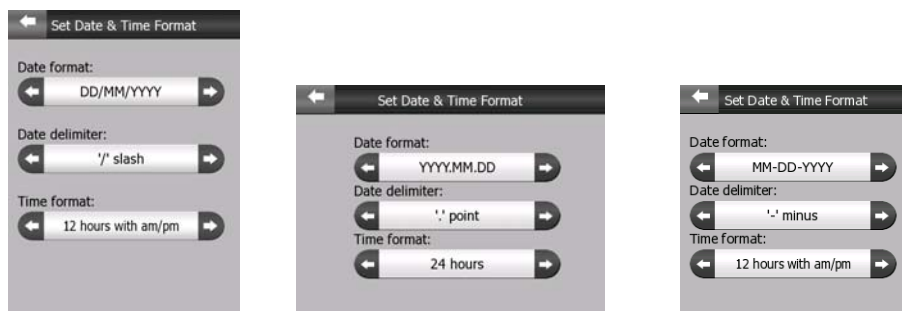 Set Date & Time Format
Date format:
DD/MM/YYYY
Date delimiter:
'/' slash
Time format:
12 hours with am/pm
Set Date & Time Format
Date format:
YYYY.MM.DD
Date delimiter:
'.' point
Time format:
24 hours
Set Date & Time Format
Date format:
MM-DD-YYYY
Date delimiter:
'-' minus
Time format:
12 hours with am/pm